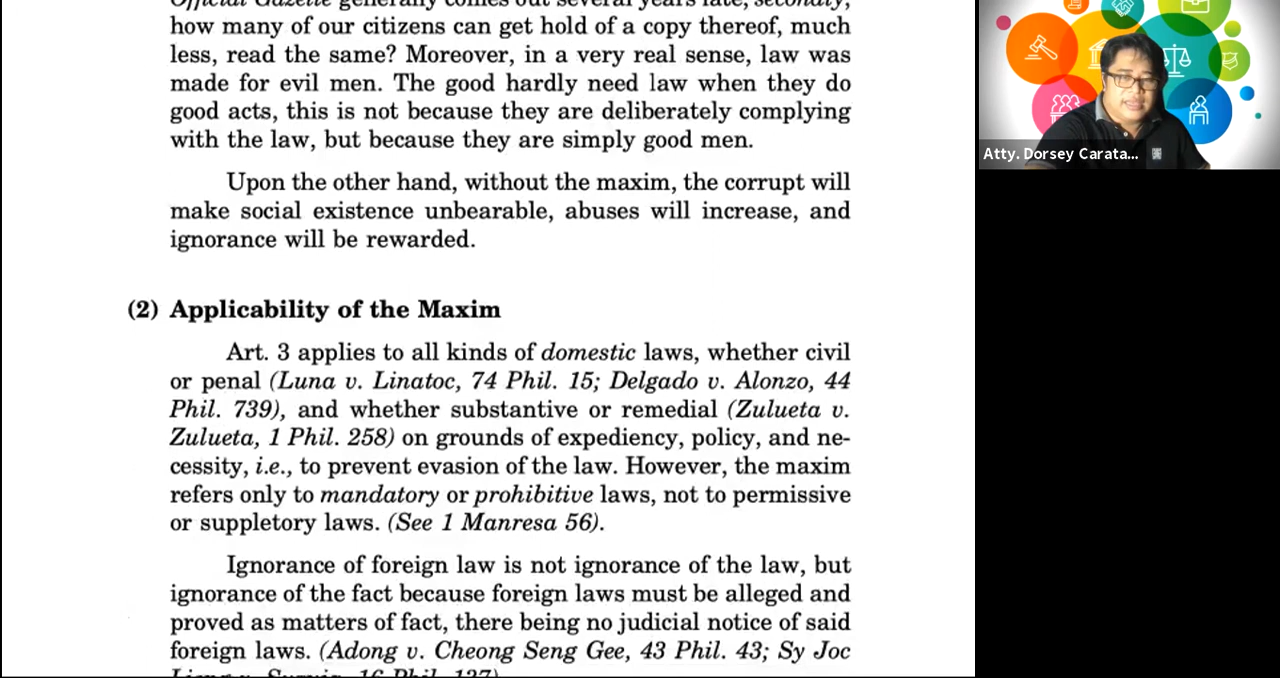 Official Gazette generally comes out several years late; secondly,
how many of our citizens can get hold of a copy thereof, much
less, read the same? Moreover, in a very real sense, law was
made for evil men. The good hardly need law when they do
good acts, this is not because they are deliberately complying
with the law, but because they are simply good men.
Upon the other hand, without the maxim, the corrupt will
make social existence unbearable, abuses will increase, and
ignorance will be rewarded.
(2) Applicability of the Maxim
Art. 3 applies to all kinds of domestic laws, whether civil
or penal (Luna v. Linatoc, 74 Phil. 15; Delgado v. Alonzo, 44
Phil. 739), and whether substantive or remedial (Zulueta v.
Zulueta, 1 Phil. 258) on grounds of expediency, policy, and ne-
cessity, i.e., to prevent evasion of the law. However, the maxim
refers only to mandatory or prohibitive laws, not to permissive
or suppletory laws. (See 1 Manresa 56).
Ignorance of foreign law is not ignorance of the law, but
ignorance of the fact because foreign laws must be alleged and
proved as matters of fact, there being no judicial notice of said
foreign laws. (Adong v. Cheong Seng Gee, 43 Phil. 43; Sy Joc
Atty. Dorsey Carata...